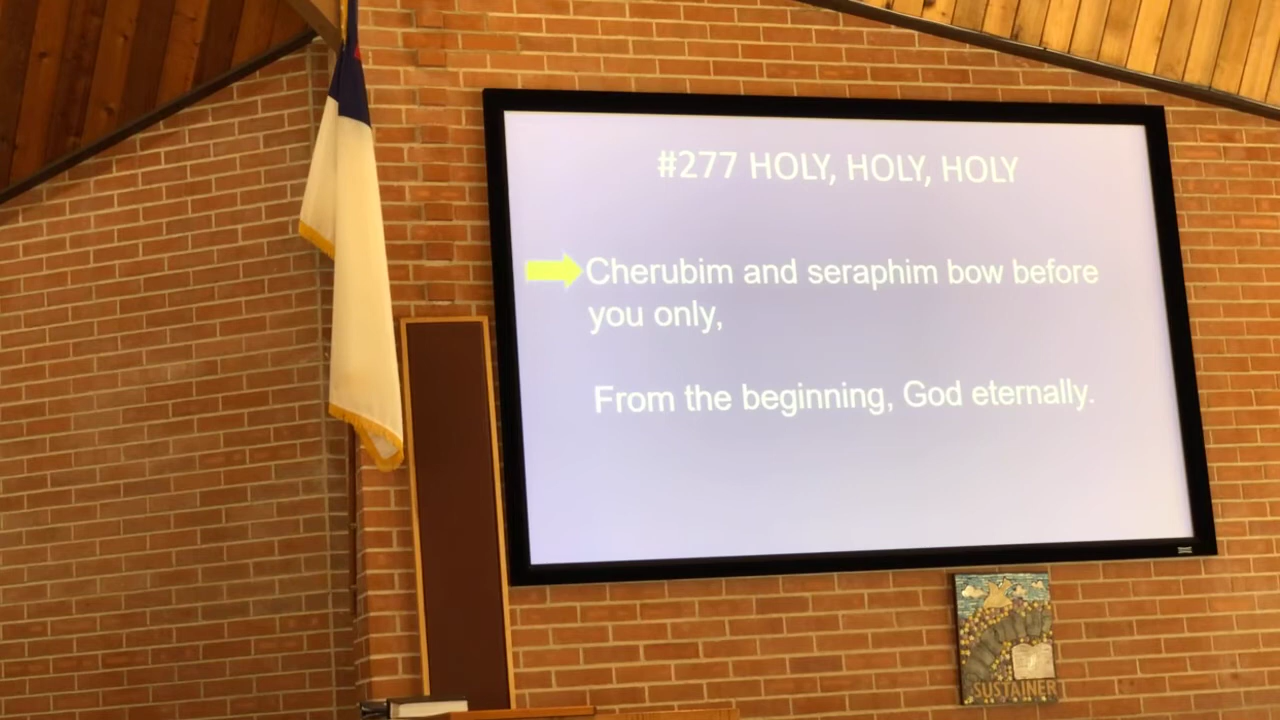 #277 HOLY, HOLY, HOLY
Cherubim and seraphim bow before
you only,
From the beginning, God eternally.
SUSTAINER